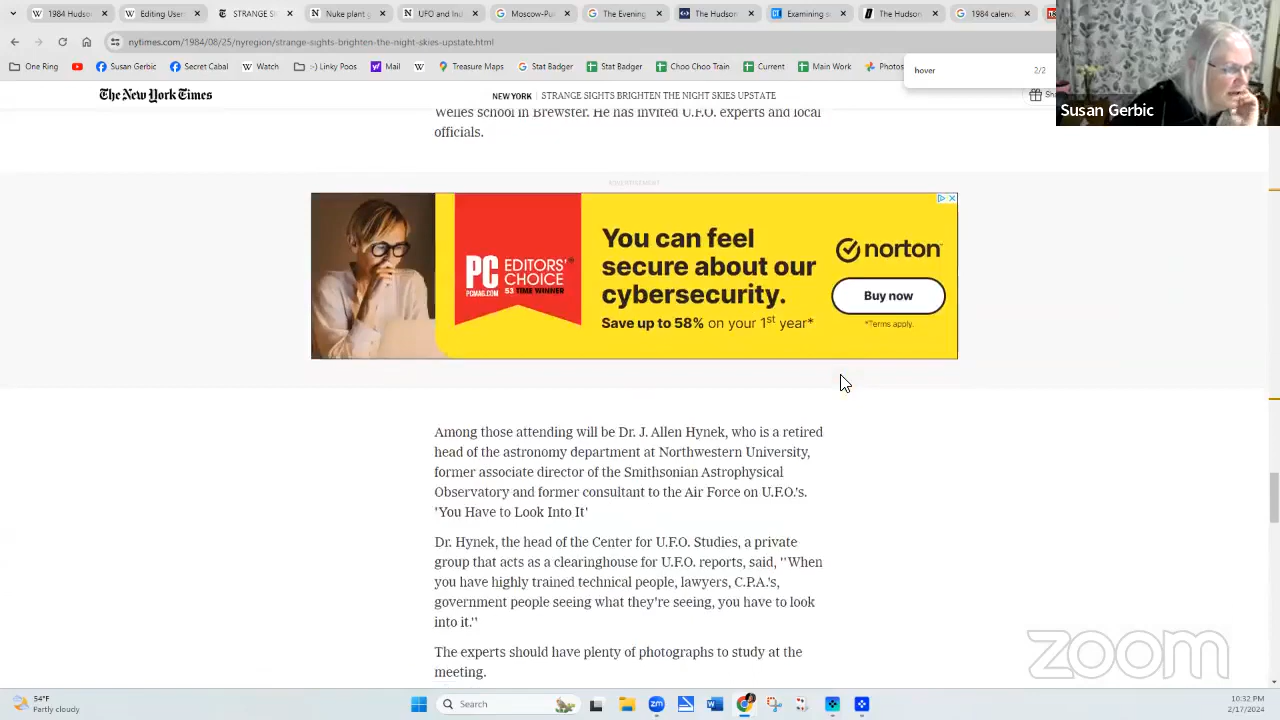 1984 Hudson
Editing Stati
STRANGE SI
Nuke News
UFO and Inv
Moscow-Pull
The Evening
The Hudson
Examining si
The Hudson
1984 calend
nytimes.com/1984/08/25/nyregion/strange-sights-brighten-the-night-skies-upstate.html
One Ring
Susan Gerbic
Secret Cabal
Watch
:-) Linky Poo
Mail
Stat Badger
Stat Badger
Choo Choo Train
Current
Main Work
Pictures
hover
2/2
The New York Times
NEW YORK
STRANGE SIGHTS BRIGHTEN THE NIGHT SKIES UPSTATE
Susan Gerbic
Welles school in Brewster. He has invited U.F.O. experts and local
officials.
ADVERTISEMENT
PC
PCMAG.COM
EDITORS'
CHOICE
53 TIME WINNER
You can feel
secure about our
cybersecurity.
Save up to 58% on your 1st year*
norton
Buy now
*Terms apply.
Among those attending will be Dr. J. Allen Hynek, who is a retired
head of the astronomy department at Northwestern University,
former associate director of the Smithsonian Astrophysical
Observatory and former consultant to the Air Force on U.F.O.'s.
'You Have to Look Into It'
Dr. Hynek, the head of the Center for U.F.O. Studies, a private
group that acts as a clearinghouse for U.F.O. reports, said, ''When
you have highly trained technical people, lawyers, C.P.A.'s,
government people seeing what they're seeing, you have to look
into it.''
The experts should have plenty of photographs to study at the
meeting.
zoom
54°F
Partly cloudy
Search
10:32 PM
2/17/2024